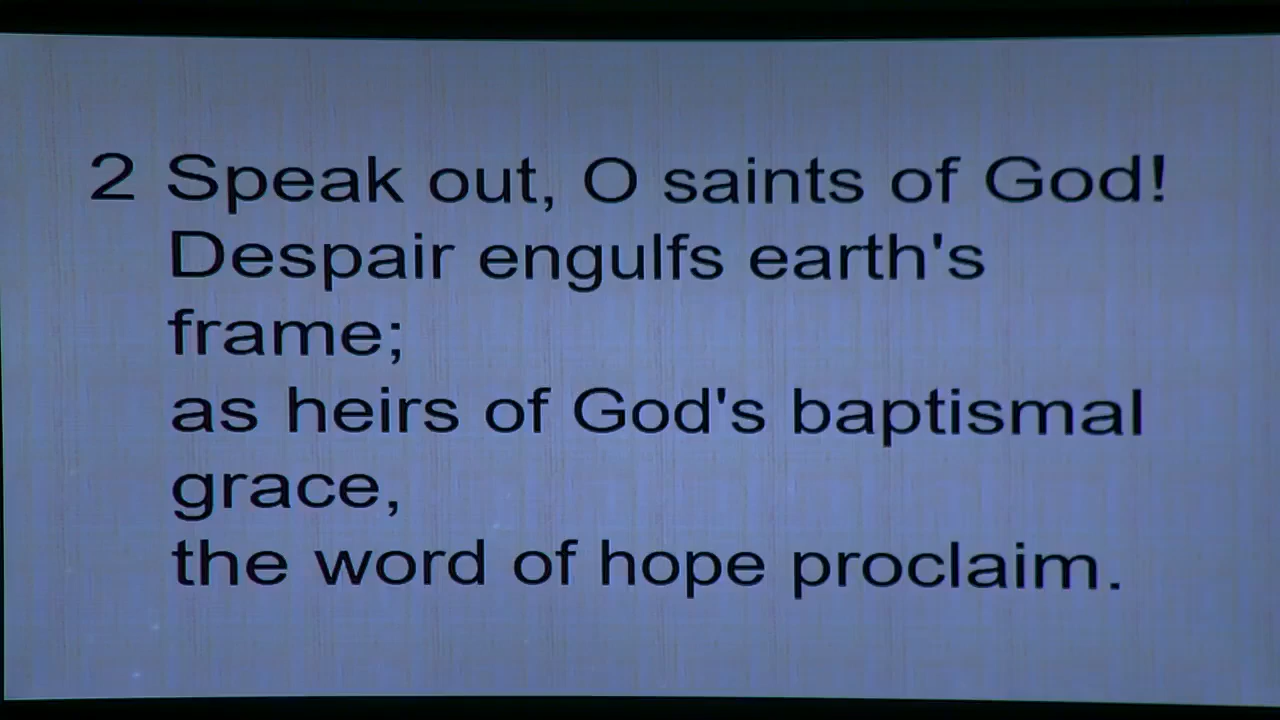 2 Speak out, O saints of God!
Despair engulfs earth's
frame;
as heirs of God's baptismal
grace,
the word of hope proclaim.